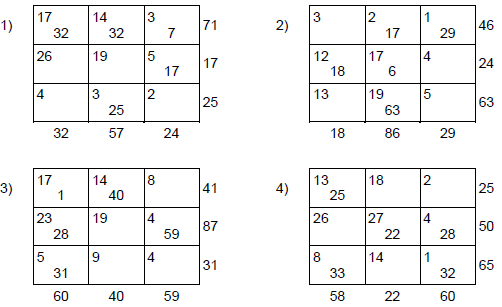 1) 17 14 3 71 2) 3 2 1 46
32 32 7 17 29
26 19 5 17 12 17 4 24
17 18 6
4 3 2 25 13 19 5 63
25 63
32 57 24 18 86 29
3) 17 14 8 41 4) 13 18 2 25
1 40 25
23 19 4 87 26 27 4 50
28 59 22 28
5 9 4 31 8 14 1 65
31 33 32
60 40 59 58 22 60